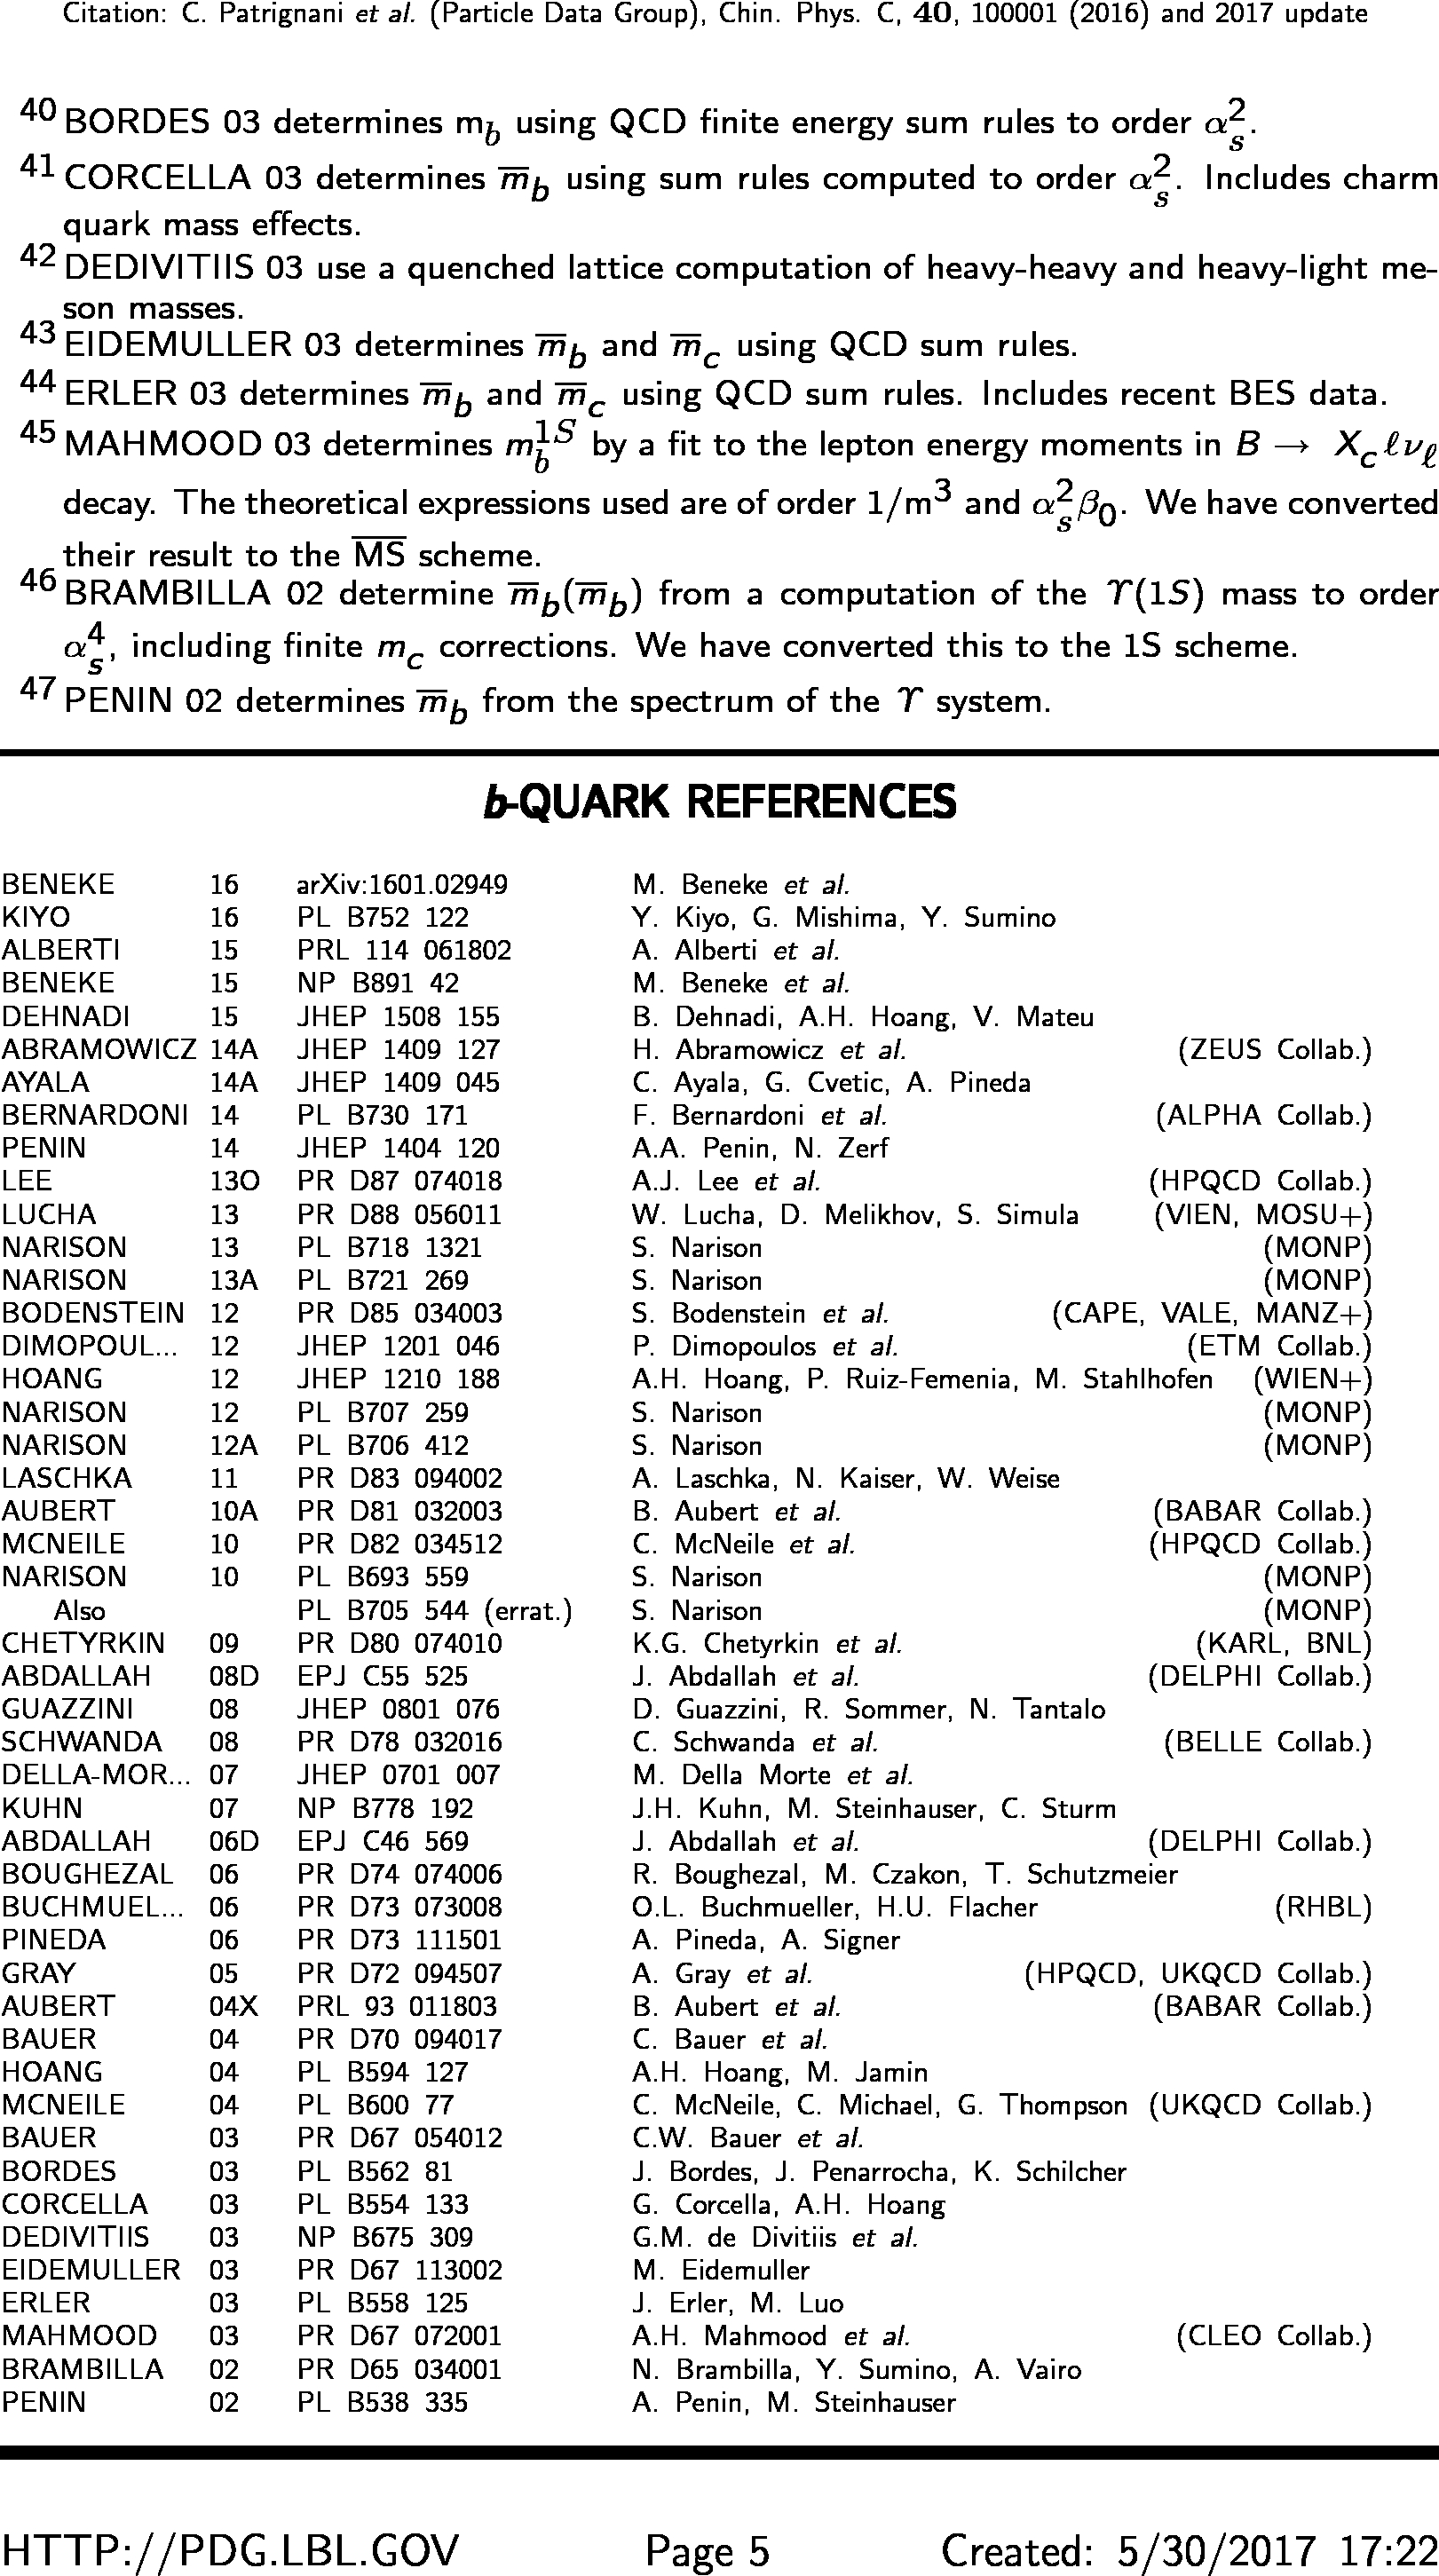 Citation: C. Patrignani et al. (Particle Data Group), Chin. Phys. C, 40, 100001 (2016) and 2017 update
40 BORDES 03 determines m_b using QCD finite energy sum rules to order α_s^2.
41 CORCELLA 03 determines m̅_b using sum rules computed to order α_s^2. Includes charm
quark mass effects.
42 DEDIVITIIS 03 use a quenched lattice computation of heavy-heavy and heavy-light me-
son masses.
43 EIDEMULLER 03 determines m̅_b and m̅_c using QCD sum rules.
44 ERLER 03 determines m̅_b and m̅_c using QCD sum rules. Includes recent BES data.
45 MAHMOOD 03 determines m_b^1S by a fit to the lepton energy moments in B → X_c ℓ ν_ℓ
decay. The theoretical expressions used are of order 1/m^3 and α_s^2 β_0. We have converted
their result to the M̅S̅ scheme.
46 BRAMBILLA 02 determine m̅_b(m̅_b) from a computation of the ϒ(1S) mass to order
α_s^4, including finite m_c corrections. We have converted this to the 1S scheme.
47 PENIN 02 determines m̅_b from the spectrum of the ϒ system.
b-QUARK REFERENCES
BENEKE 16 arXiv:1601.02949 M. Beneke et al.
KIYO 16 PL B752 122 Y. Kiyo, G. Mishima, Y. Sumino
ALBERTI 15 PRL 114 061802 A. Alberti et al.
BENEKE 15 NP B891 42 M. Beneke et al.
DEHNADI 15 JHEP 1508 155 B. Dehnadi, A.H. Hoang, V. Mateu
ABRAMOWICZ 14A JHEP 1409 127 H. Abramowicz et al. (ZEUS Collab.)
AYALA 14A JHEP 1409 045 C. Ayala, G. Cvetic, A. Pineda
BERNARDONI 14 PL B730 171 F. Bernardoni et al. (ALPHA Collab.)
PENIN 14 JHEP 1404 120 A.A. Penin, N. Zerf
LEE 13O PR D87 074018 A.J. Lee et al. (HPQCD Collab.)
LUCHA 13 PR D88 056011 W. Lucha, D. Melikhov, S. Simula (VIEN, MOSU+)
NARISON 13 PL B718 1321 S. Narison (MONP)
NARISON 13A PL B721 269 S. Narison (MONP)
BODENSTEIN 12 PR D85 034003 S. Bodenstein et al. (CAPE, VALE, MANZ+)
DIMOPOUL... 12 JHEP 1201 046 P. Dimopoulos et al. (ETM Collab.)
HOANG 12 JHEP 1210 188 A.H. Hoang, P. Ruiz-Femenia, M. Stahlhofen (WIEN+)
NARISON 12 PL B707 259 S. Narison (MONP)
NARISON 12A PL B706 412 S. Narison (MONP)
LASCHKA 11 PR D83 094002 A. Laschka, N. Kaiser, W. Weise
AUBERT 10A PR D81 032003 B. Aubert et al. (BABAR Collab.)
MCNEILE 10 PR D82 034512 C. McNeile et al. (HPQCD Collab.)
NARISON 10 PL B693 559 S. Narison (MONP)
Also PL B705 544 (errat.) S. Narison (MONP)
CHETYRKIN 09 PR D80 074010 K.G. Chetyrkin et al. (KARL, BNL)
ABDALLAH 08D EPJ C55 525 J. Abdallah et al. (DELPHI Collab.)
GUAZZINI 08 JHEP 0801 076 D. Guazzini, R. Sommer, N. Tantalo
SCHWANDA 08 PR D78 032016 C. Schwanda et al. (BELLE Collab.)
DELLA-MOR... 07 JHEP 0701 007 M. Della Morte et al.
KUHN 07 NP B778 192 J.H. Kuhn, M. Steinhauser, C. Sturm
ABDALLAH 06D EPJ C46 569 J. Abdallah et al. (DELPHI Collab.)
BOUGHEZAL 06 PR D74 074006 R. Boughezal, M. Czakon, T. Schutzmeier
BUCHMUEL... 06 PR D73 073008 O.L. Buchmueller, H.U. Flacher (RHBL)
PINEDA 06 PR D73 111501 A. Pineda, A. Signer
GRAY 05 PR D72 094507 A. Gray et al. (HPQCD, UKQCD Collab.)
AUBERT 04X PRL 93 011803 B. Aubert et al. (BABAR Collab.)
BAUER 04 PR D70 094017 C. Bauer et al.
HOANG 04 PL B594 127 A.H. Hoang, M. Jamin
MCNEILE 04 PL B600 77 C. McNeile, C. Michael, G. Thompson (UKQCD Collab.)
BAUER 03 PR D67 054012 C.W. Bauer et al.
BORDES 03 PL B562 81 J. Bordes, J. Penarrocha, K. Schilcher
CORCELLA 03 PL B554 133 G. Corcella, A.H. Hoang
DEDIVITIIS 03 NP B675 309 G.M. de Divitiis et al.
EIDEMULLER 03 PR D67 113002 M. Eidemuller
ERLER 03 PL B558 125 J. Erler, M. Luo
MAHMOOD 03 PR D67 072001 A.H. Mahmood et al. (CLEO Collab.)
BRAMBILLA 02 PR D65 034001 N. Brambilla, Y. Sumino, A. Vairo
PENIN 02 PL B538 335 A. Penin, M. Steinhauser
HTTP://PDG.LBL.GOV Page 5 Created: 5/30/2017 17:22